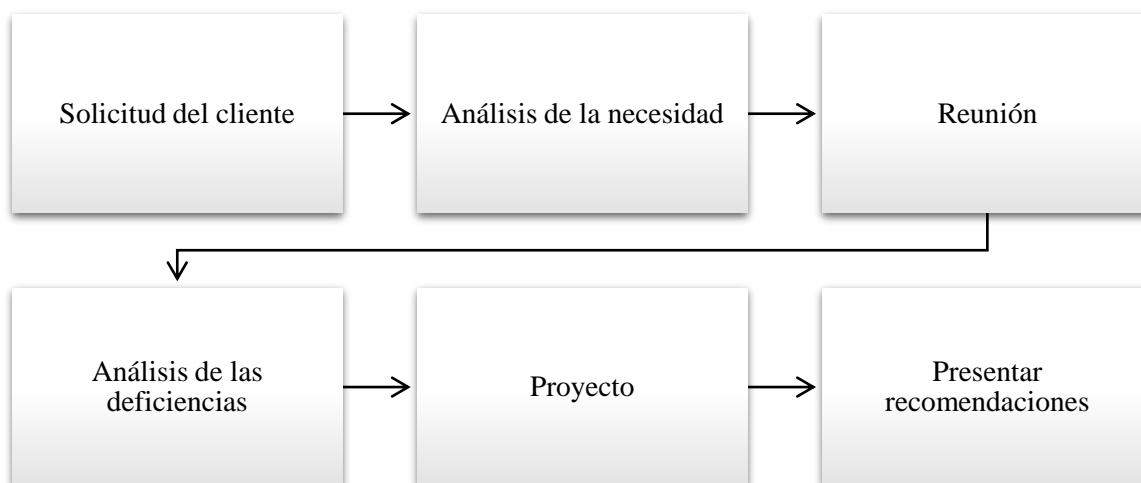 Solicitud del cliente
Análisis de la necesidad
Reunión
Análisis de las
deficiencias
Proyecto
Presentar
recomendaciones